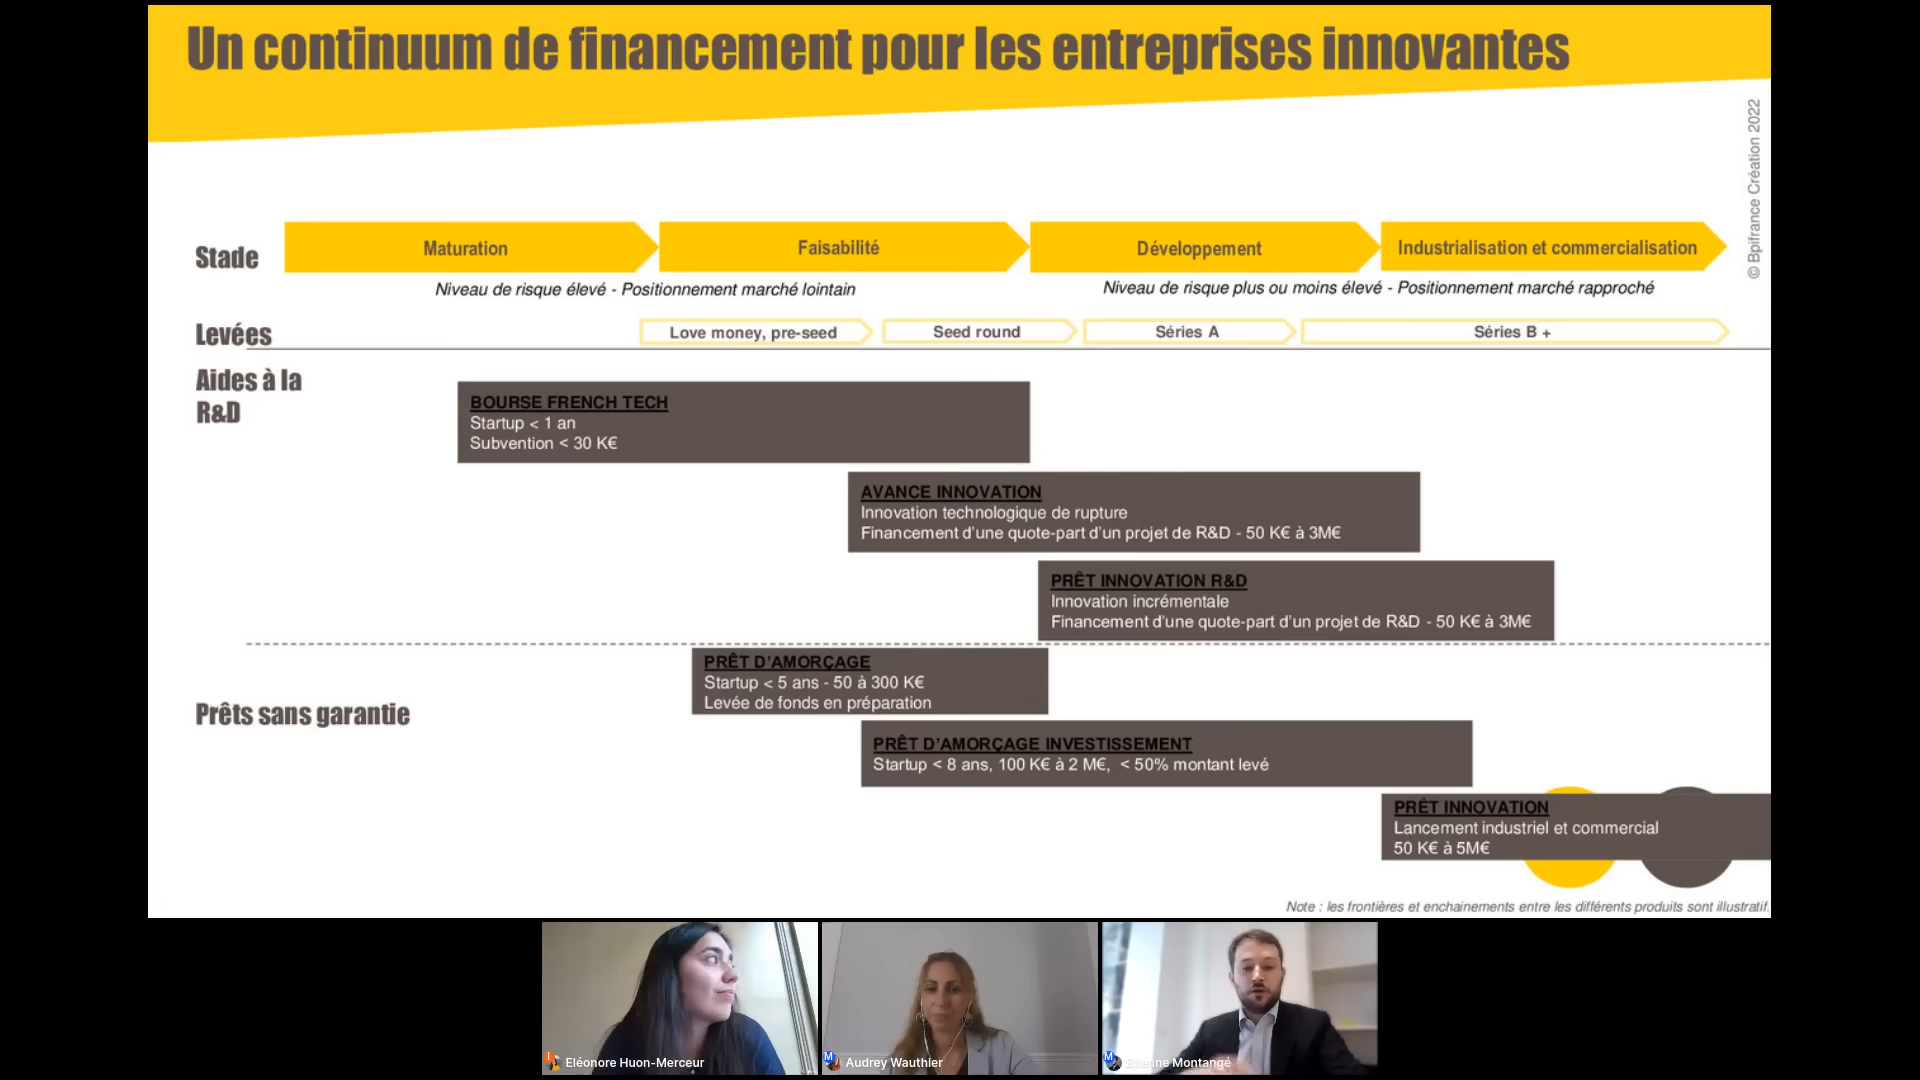 Un continuum de financement pour les entreprises innovantes
© Bpifrance Création 2022
Stade
Maturation
Faisabilité
Développement
Industrialisation et commercialisation
Niveau de risque élevé - Positionnement marché lointain
Niveau de risque plus ou moins élevé - Positionnement marché rapproché
Levées
Love money, pre-seed
Seed round
Séries A
Séries B +
Aides à la
R&D
BOURSE FRENCH TECH
Startup < 1 an
Subvention < 30 K€
AVANCE INNOVATION
Innovation technologique de rupture
Financement d'une quote-part d'un projet de R&D - 50 K€ à 3M€
PRÊT INNOVATION R&D
Innovation incrémentale
Financement d'une quote-part d'un projet de R&D - 50 K€ à 3M€
PRÊT D'AMORÇAGE
Startup < 5 ans - 50 à 300 K€
Levée de fonds en préparation
Prêts sans garantie
PRÊT D'AMORÇAGE INVESTISSEMENT
Startup < 8 ans, 100 K€ à 2 M€, < 50% montant levé
PRÊT INNOVATION
Lancement industriel et commercial
50 K€ à 5M€
Note : les frontières et enchainements entre les différents produits sont illustratif.
Eléonore Huon-Merceur
M Audrey Wauthier
M Montangé